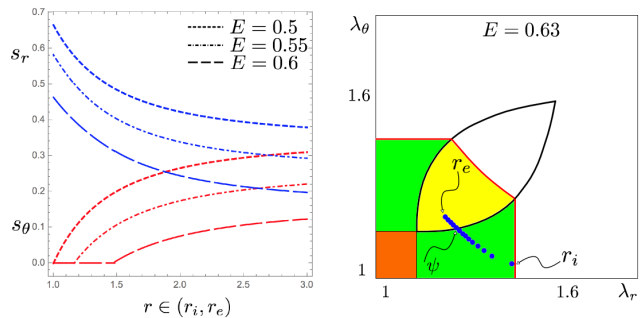 0.7
0.6
0.5
0.4
0.3
0.2
0.1
0.0
s_r
s_θ
E = 0.5
E = 0.55
E = 0.6
1.0 1.5 2.0 2.5 3.0
r ∈ (r_i, r_e)
λ_θ
E = 0.63
1.6
r_e
ψ
r_i
1
1 1.6
λ_r